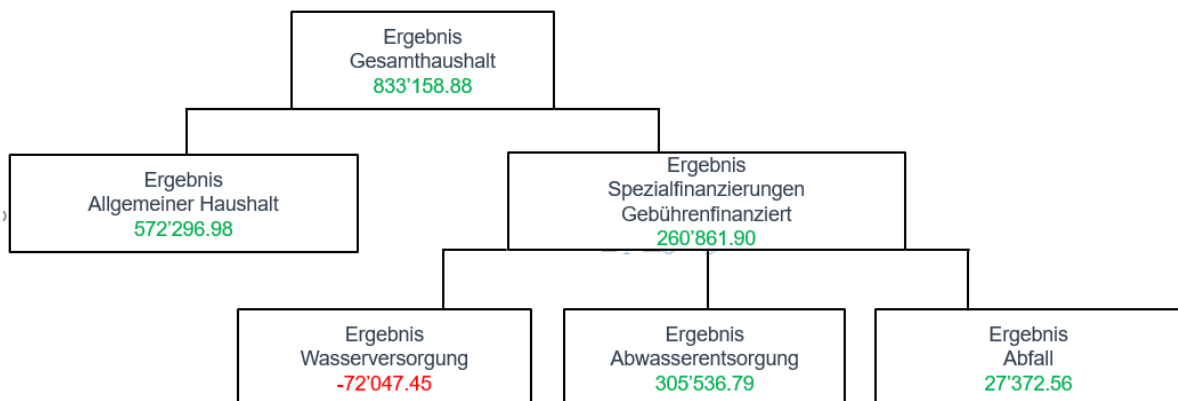 Ergebnis
Gesamthaushalt
833’158.88
Ergebnis
Allgemeiner Haushalt
572’296.98
Ergebnis
Spezialfinanzierungen
Gebührenfinanziert
260’861.90
Ergebnis
Wasserversorgung
-72’047.45
Ergebnis
Abwasserentsorgung
305’536.79
Ergebnis
Abfall
27’372.56